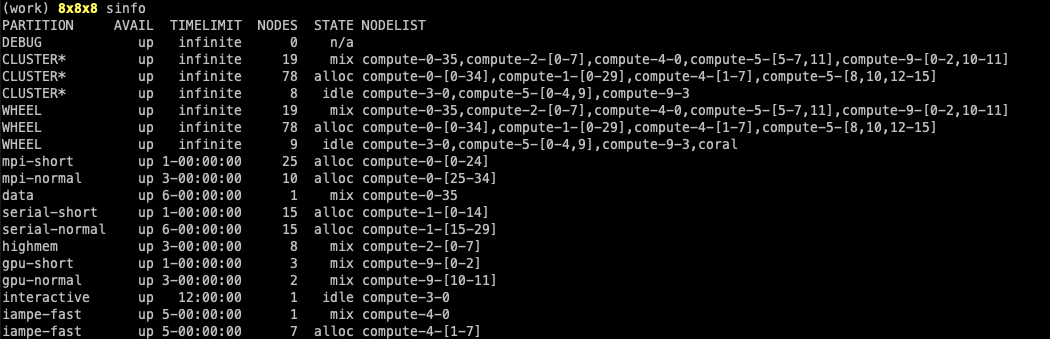 (work) 8x8x8 sinfo
PARTITION     AVAIL  TIMELIMIT  NODES  STATE NODELIST
DEBUG            up   infinite      0    n/a
CLUSTER*         up   infinite     19    mix compute-0-35,compute-2-[0-7],compute-4-0,compute-5-[5-7,11],compute-9-[0-2,10-11]
CLUSTER*         up   infinite     78  alloc compute-0-[0-34],compute-1-[0-29],compute-4-[1-7],compute-5-[8,10,12-15]
CLUSTER*         up   infinite      8   idle compute-3-0,compute-5-[0-4,9],compute-9-3
WHEEL            up   infinite     19    mix compute-0-35,compute-2-[0-7],compute-4-0,compute-5-[5-7,11],compute-9-[0-2,10-11]
WHEEL            up   infinite     78  alloc compute-0-[0-34],compute-1-[0-29],compute-4-[1-7],compute-5-[8,10,12-15]
WHEEL            up   infinite      9   idle compute-3-0,compute-5-[0-4,9],compute-9-3,coral
mpi-short        up 1-00:00:00     25  alloc compute-0-[0-24]
mpi-normal       up 3-00:00:00     10  alloc compute-0-[25-34]
data             up 6-00:00:00      1    mix compute-0-35
serial-short     up 1-00:00:00     15  alloc compute-1-[0-14]
serial-normal    up 6-00:00:00     15  alloc compute-1-[15-29]
highmem          up 3-00:00:00      8    mix compute-2-[0-7]
gpu-short        up 1-00:00:00      3    mix compute-9-[0-2]
gpu-normal       up 3-00:00:00      2    mix compute-9-[10-11]
interactive      up   12:00:00      1   idle compute-3-0
iampe-fast       up 5-00:00:00      1    mix compute-4-0
iampe-fast       up 5-00:00:00      7  alloc compute-4-[1-7]